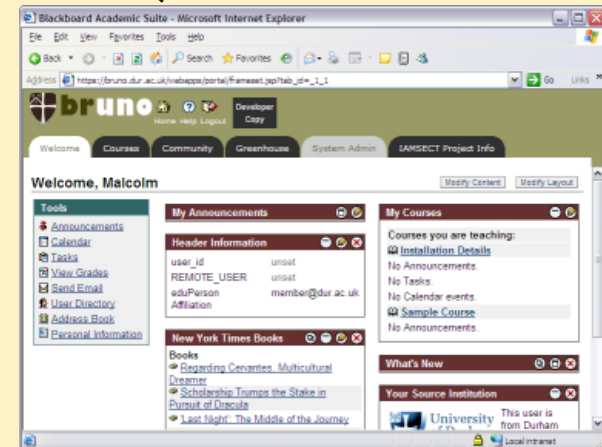 Blackboard Academic Suite - Microsoft Internet Explorer
File Edit View Favorites Tools Help
Back Search Favorites
Address https://bruno.dur.ac.uk/webapps/portal/frameset.jsp?tab_id=_1_1 Go Links
bruno
Home Help Logout
Developer
Copy
Welcome Courses Community Greenhouse System Admin IAMSECT Project Info
Welcome, Malcolm
Modify Content Modify Layout
Tools
Announcements
Calendar
Tasks
View Grades
Send Email
User Directory
Address Book
Personal Information
My Announcements
Header Information
user_id unset
REMOTE_USER unset
eduPerson member@dur.ac.uk
Affiliation
New York Times Books
Books
Regarding Cervantes, Multicultural
Dreamer
Scholarship Trumps the Stake in
Pursuit of Dracula
'Last Night': The Middle of the Journey
My Courses
Courses you are teaching:
Installation Details
No Announcements.
No Tasks.
No Calendar events.
Sample Course
No Announcements.
What's New
Your Source Institution
University
This user is
from Durham
Local intranet